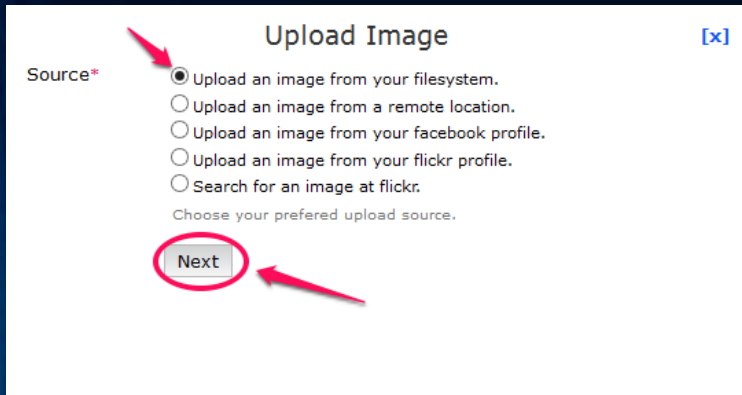 Upload Image
[x]
Source*
Upload an image from your filesystem.
Upload an image from a remote location.
Upload an image from your facebook profile.
Upload an image from your flickr profile.
Search for an image at flickr.
Choose your prefered upload source.
Next